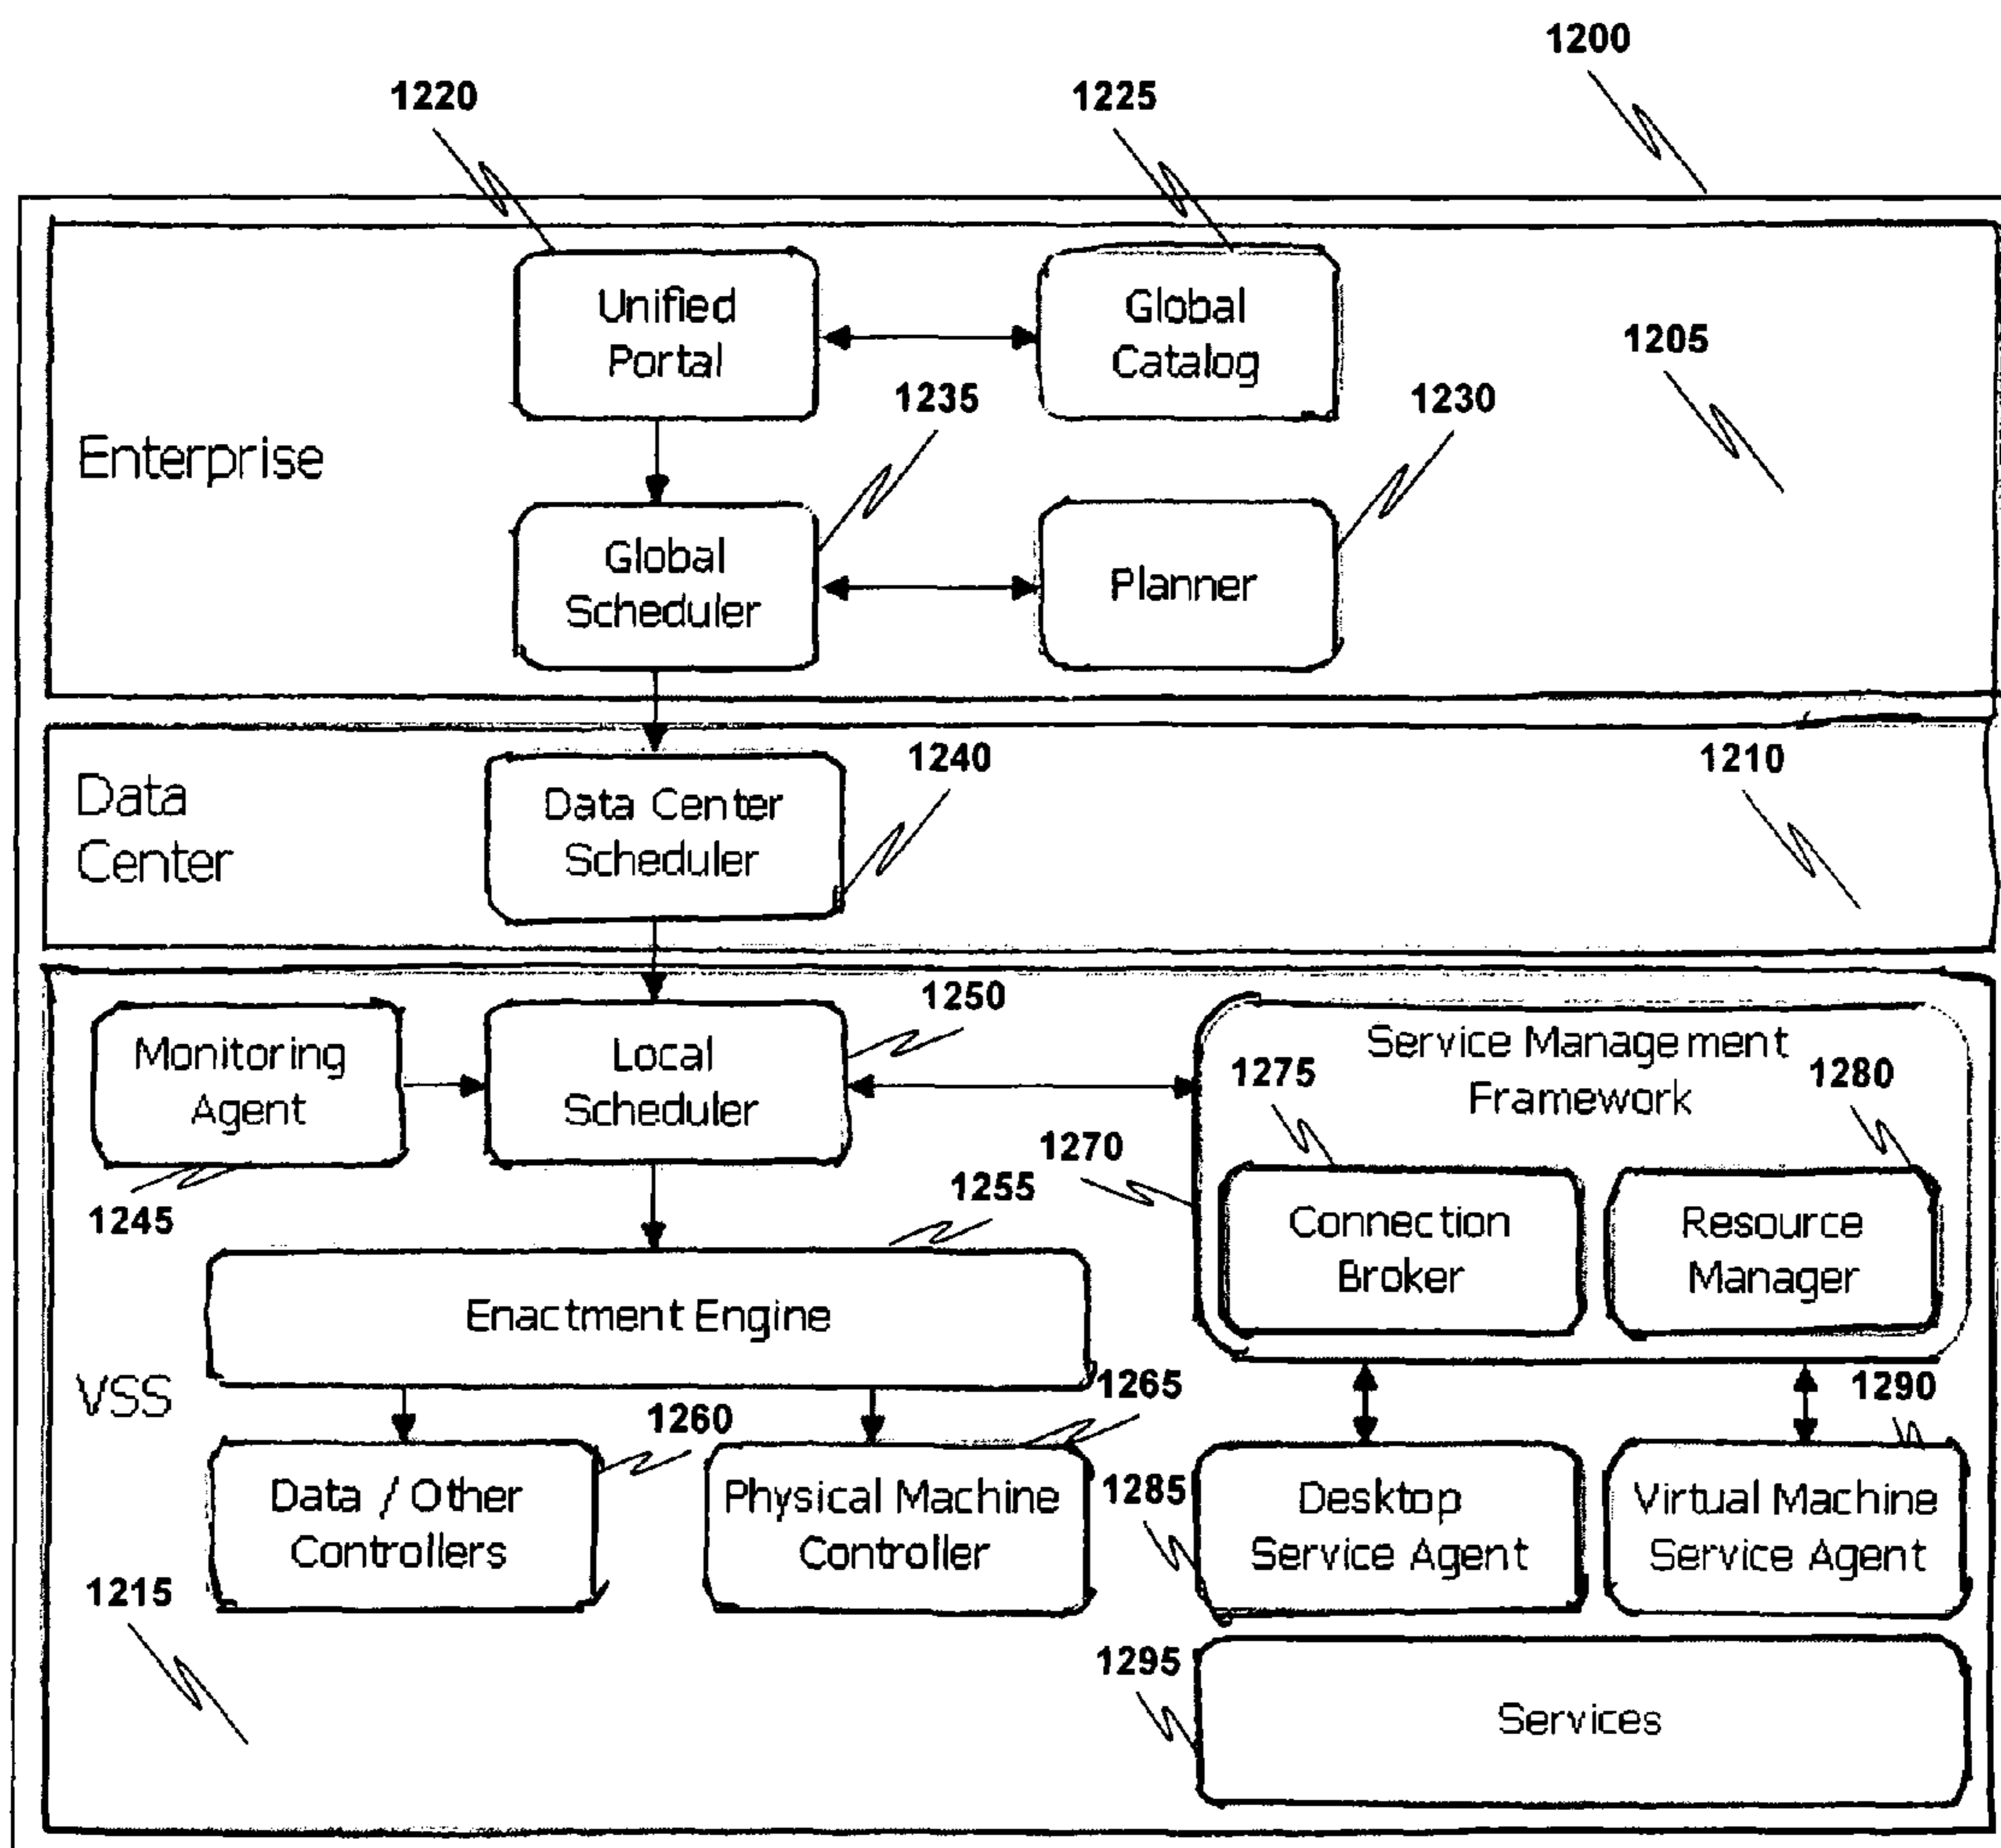 1200
1220
1225
Unified
Portal
Global
Catalog
1205
1235
1230
Enterprise
Global
Scheduler
Planner
1240
1210
Data
Center
Data Center
Scheduler
1250
Monitoring
Agent
Local
Scheduler
Service Management
Framework
1275
1280
1270
1245
1255
Connection
Broker
Resource
Manager
Enactment Engine
VSS
1260
1265
1290
Data / Other
Controllers
Physical Machine
Controller
1285
Desktop
Service Agent
Virtual Machine
Service Agent
1215
1295
Services